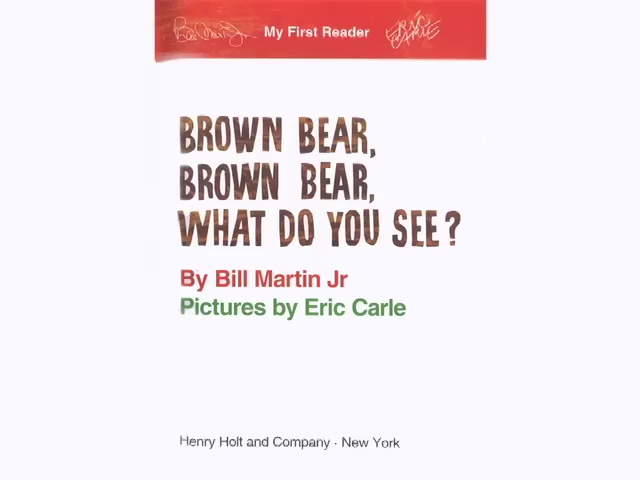 My First Reader
BROWN BEAR,
BROWN BEAR,
WHAT DO YOU SEE?
By Bill Martin Jr
Pictures by Eric Carle
Henry Holt and Company · New York